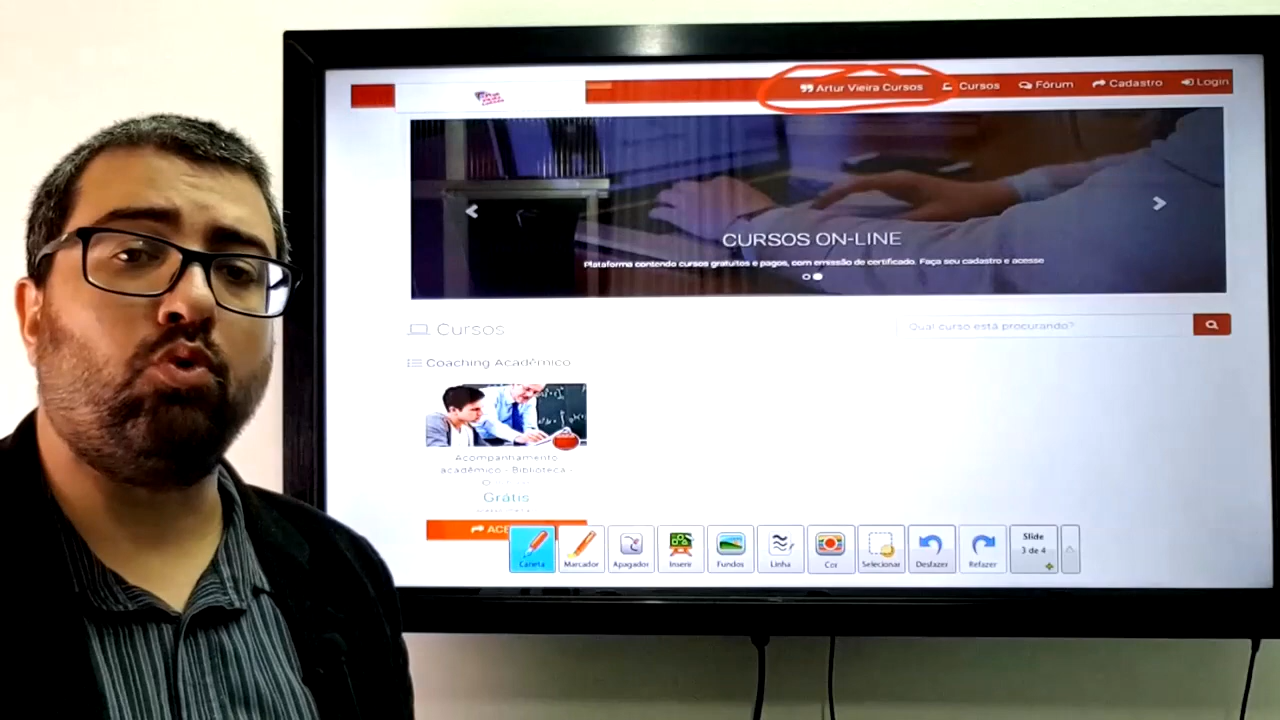 Artur Vieira Cursos Cursos Fórum Cadastro Login
CURSOS ON-LINE
Plataforma contendo cursos gratuitos e pagos, com emissão de certificado. Faça seu cadastro e acesse
Cursos
Qual curso está procurando?
Coaching Acadêmico
Acompanhamento
acadêmico - Biblioteca -
Grátis
Caneta Marcador Apagador Inserir Fundos Linha Cor Selecionar Desfazer Refazer
Slide
3 de 4